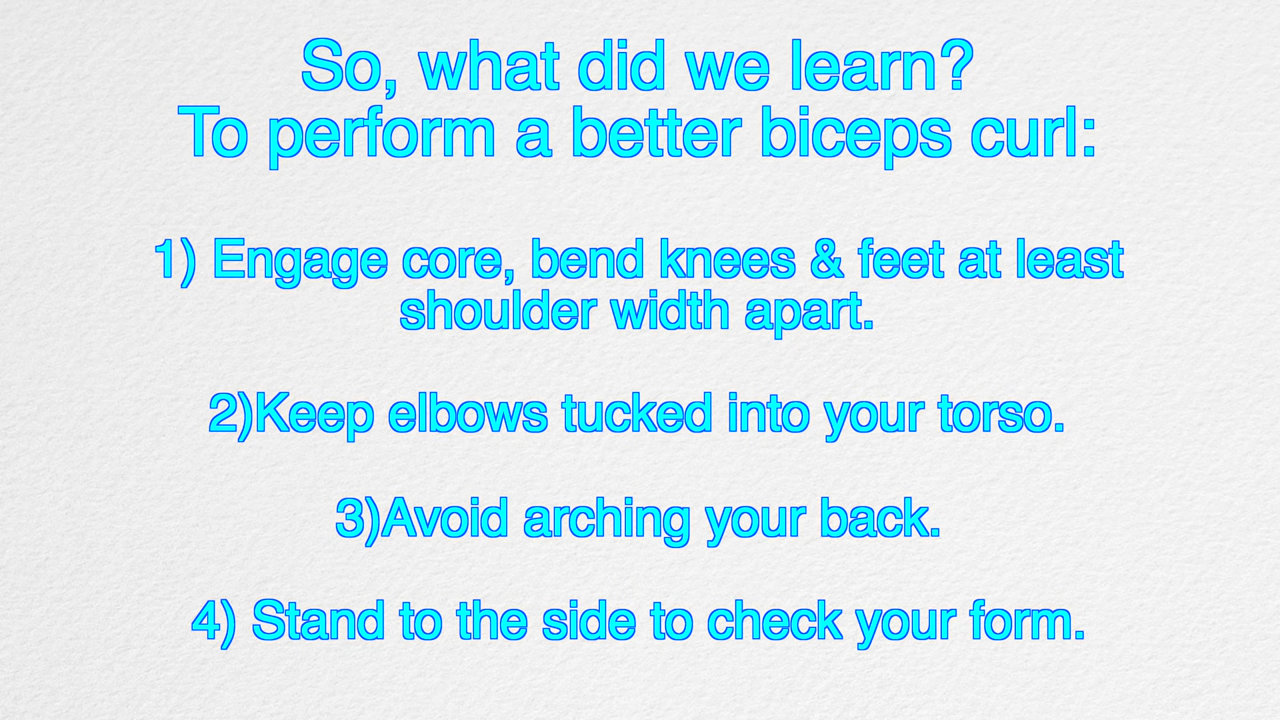 So, what did we learn?
To perform a better biceps curl:
1) Engage core, bend knees & feet at least
shoulder width apart.
2)Keep elbows tucked into your torso.
3)Avoid arching your back.
4) Stand to the side to check your form.